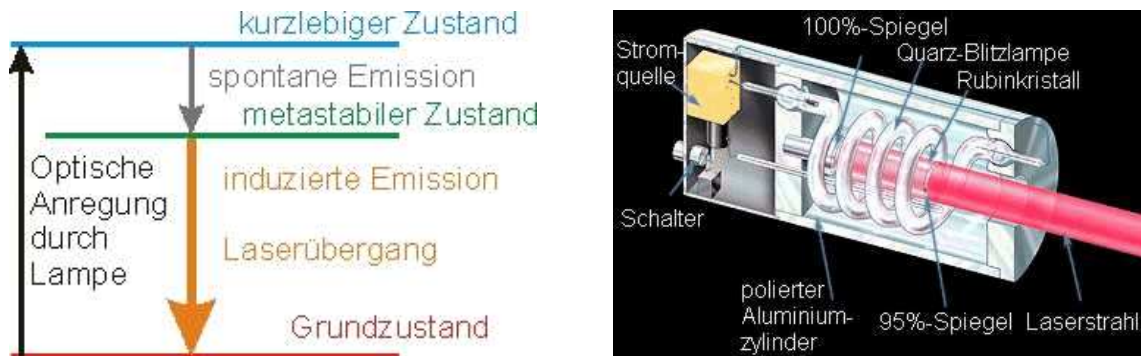 kurzlebiger Zustand
spontane Emission
metastabiler Zustand
Optische
Anregung
durch
Lampe
induzierte Emission
Laserübergang
Grundzustand
100%-Spiegel
Quarz-Blitzlampe
Rubinkristall
Strom-
quelle
Schalter
polierter
Aluminium-
zylinder
95%-Spiegel
Laserstrahl